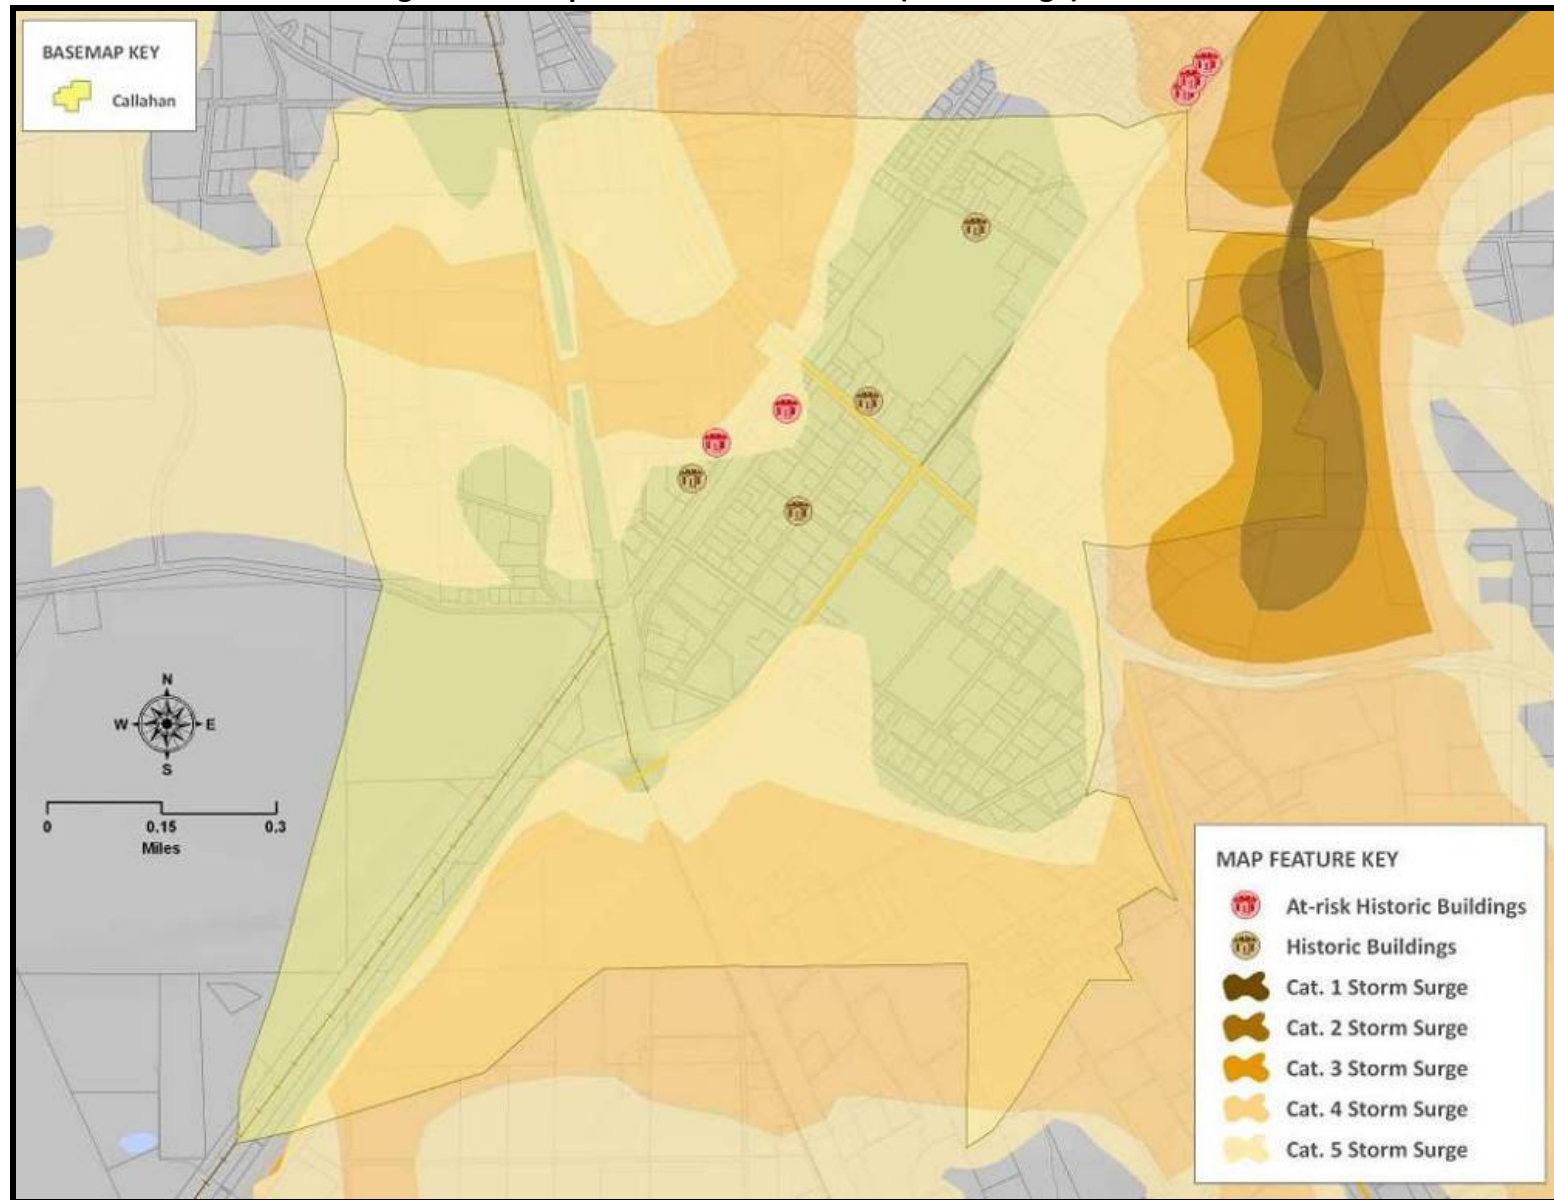 BASEMAP KEY
Callahan
N
W E
S
0 0.15 0.3
Miles
MAP FEATURE KEY
At-risk Historic Buildings
Historic Buildings
Cat. 1 Storm Surge
Cat. 2 Storm Surge
Cat. 3 Storm Surge
Cat. 4 Storm Surge
Cat. 5 Storm Surge